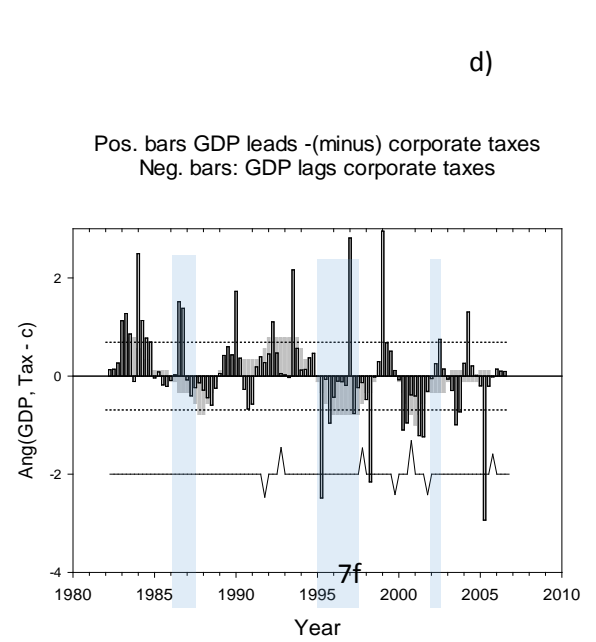 d)
Pos. bars GDP leads -(minus) corporate taxes
Neg. bars: GDP lags corporate taxes
Ang(GDP, Tax - c)
2
0
-2
-4
7f
1980 1985 1990 1995 2000 2005 2010
Year